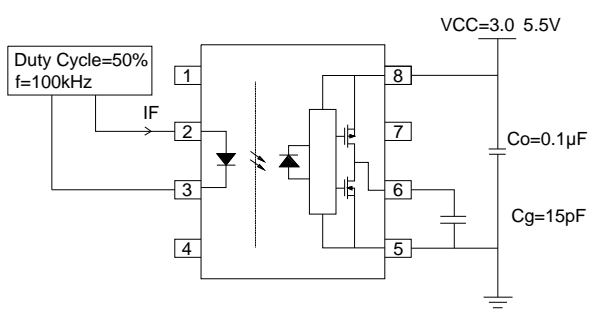 VCC=3.0 5.5V
Duty Cycle=50%
f=100kHz
1
8
IF
2
7
Co=0.1µF
3
6
Cg=15pF
4
5